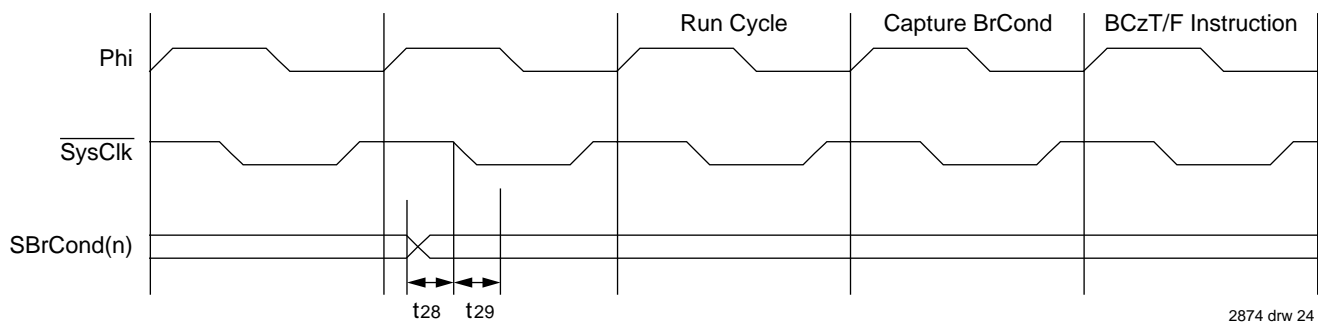 Run Cycle
Capture BrCond
BCzT/F Instruction
Phi
SysClk
SBrCond(n)
t28
t29
2874 drw 24